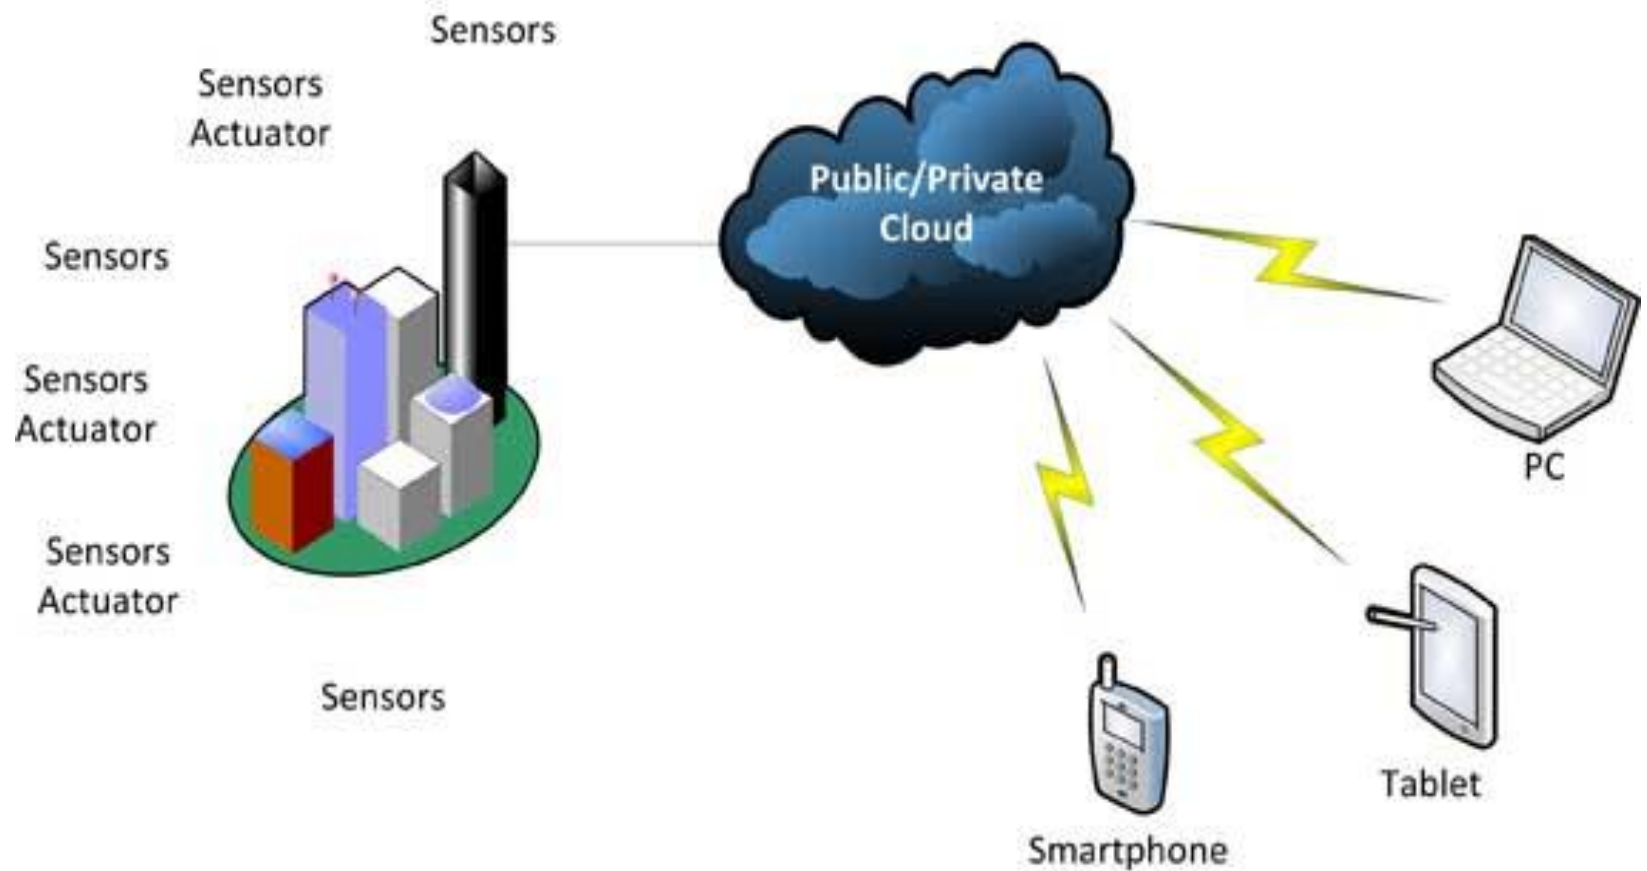 Sensors
Sensors
Actuator
Sensors
Sensors
Actuator
Sensors
Actuator
Sensors
Public/Private
Cloud
PC
Tablet
Smartphone